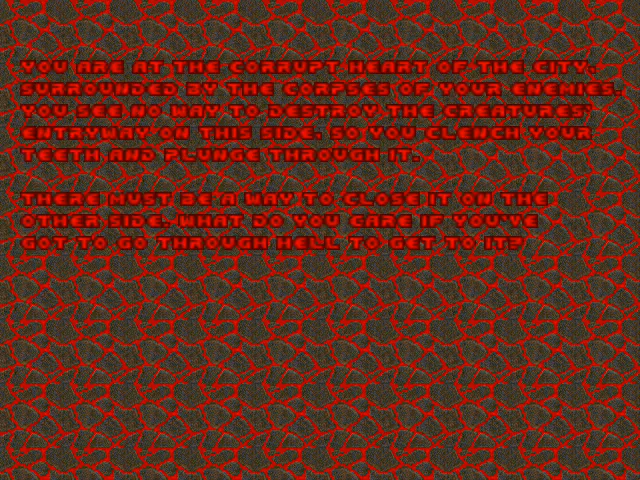 YOU ARE AT THE CORRUPT HEART OF THE CITY,
SURROUNDED BY THE CORPSES OF YOUR ENEMIES.
YOU SEE NO WAY TO DESTROY THE CREATURES'
ENTRYWAY ON THIS SIDE, SO YOU CLENCH YOUR
TEETH AND PLUNGE THROUGH IT.
THERE MUST BE A WAY TO CLOSE IT ON THE
OTHER SIDE. WHAT DO YOU CARE IF YOU'VE
GOT TO GO THROUGH HELL TO GET TO IT?